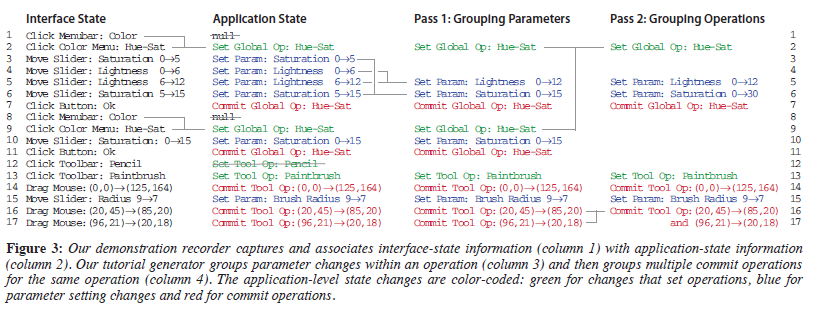 Interface State Application State Pass 1: Grouping Parameters Pass 2: Grouping Operations
1 Click Menubar: Color null 1
2 Click Color Menu: Hue-Sat Set Global Op: Hue-Sat Set Global Op: Hue-Sat Set Global Op: Hue-Sat 2
3 Move Slider: Saturation 0→5 Set Param: Saturation 0→5 3
4 Move Slider: Lightness 0→6 Set Param: Lightness 0→6 4
5 Move Slider: Lightness 6→12 Set Param: Lightness 6→12 Set Param: Lightness 0→12 Set Param: Lightness 0→12 5
6 Move Slider: Saturation 5→15 Set Param: Saturation 5→15 Set Param: Saturation 0→15 Set Param: Saturation 0→30 6
7 Click Button: Ok Commit Global Op: Hue-Sat Commit Global Op: Hue-Sat Commit Global Op: Hue-Sat 7
8 Click Menubar: Color null 8
9 Click Color Menu: Hue-Sat Set Global Op: Hue-Sat Set Global Op: Hue-Sat 9
10 Move Slider: Saturation 0→15 Set Param: Saturation 0→15 Set Param: Saturation 0→15 10
11 Click Button: Ok Commit Global Op: Hue-Sat Commit Global Op: Hue-Sat 11
12 Click Toolbar: Pencil Set Tool Op: Pencil 12
13 Click Toolbar: Paintbrush Set Tool Op: Paintbrush Set Tool Op: Paintbrush Set Tool Op: Paintbrush 13
14 Drag Mouse:(0,0)→(125,164) Commit Tool Op:(0,0)→(125,164) Commit Tool Op:(0,0)→(125,164) Commit Tool Op:(0,0)→(125,164) 14
15 Move Slider: Radius 9→7 Set Param: Brush Radius 9→7 Set Param: Brush Radius 9→7 Set Param: Brush Radius 9→7 15
16 Drag Mouse:(20,45)→(85,20) Commit Tool Op:(20,45)→(85,20) Commit Tool Op:(20,45)→(85,20) Commit Tool Op:(20,45)→(85,20) 16
17 Drag Mouse:(96,21)→(20,18) Commit Tool Op:(96,21)→(20,18) Commit Tool Op:(96,21)→(20,18) and (96,21)→(20,18) 17
Figure 3: Our demonstration recorder captures and associates interface-state information (column 1) with application-state information
(column 2). Our tutorial generator groups parameter changes within an operation (column 3) and then groups multiple commit operations
for the same operation (column 4). The application-level state changes are color-coded: green for changes that set operations, blue for
parameter setting changes and red for commit operations.